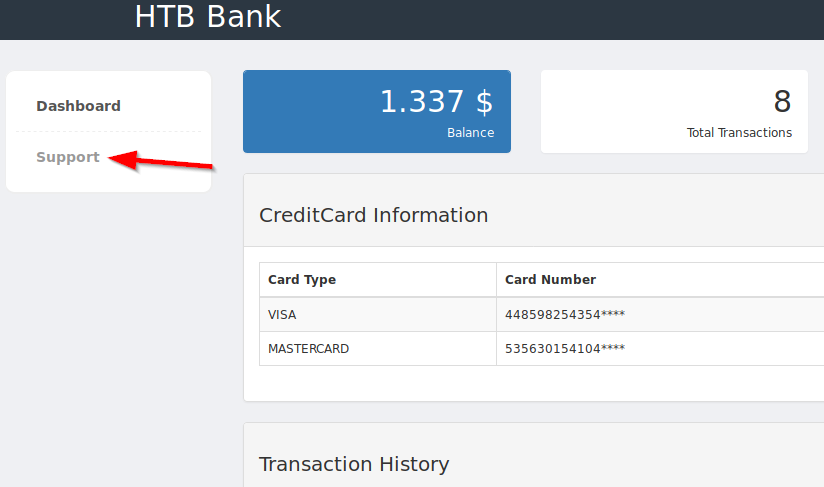 HTB Bank
Dashboard
Support
1.337 $
Balance
8
Total Transactions
CreditCard Information
Card Type Card Number
VISA 448598254354****
MASTERCARD 535630154104****
Transaction History